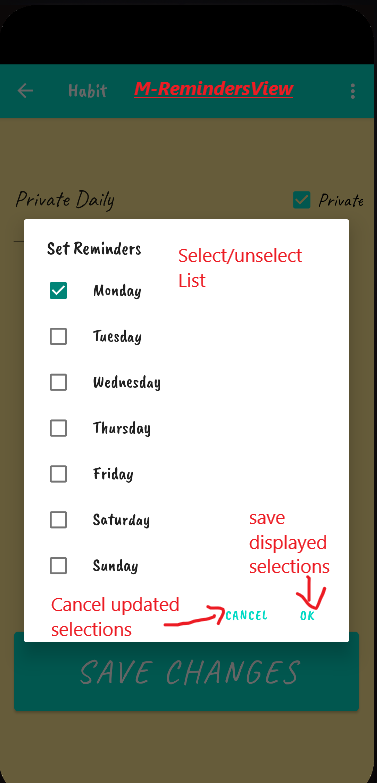 Habit M-RemindersView
Private Daily Private
Set Reminders
Select/unselect
List
Monday
Tuesday
Wednesday
Thursday
Friday
Saturday
Sunday
save
displayed
selections
Cancel updated
selections
CANCEL OK
SAVE CHANGES